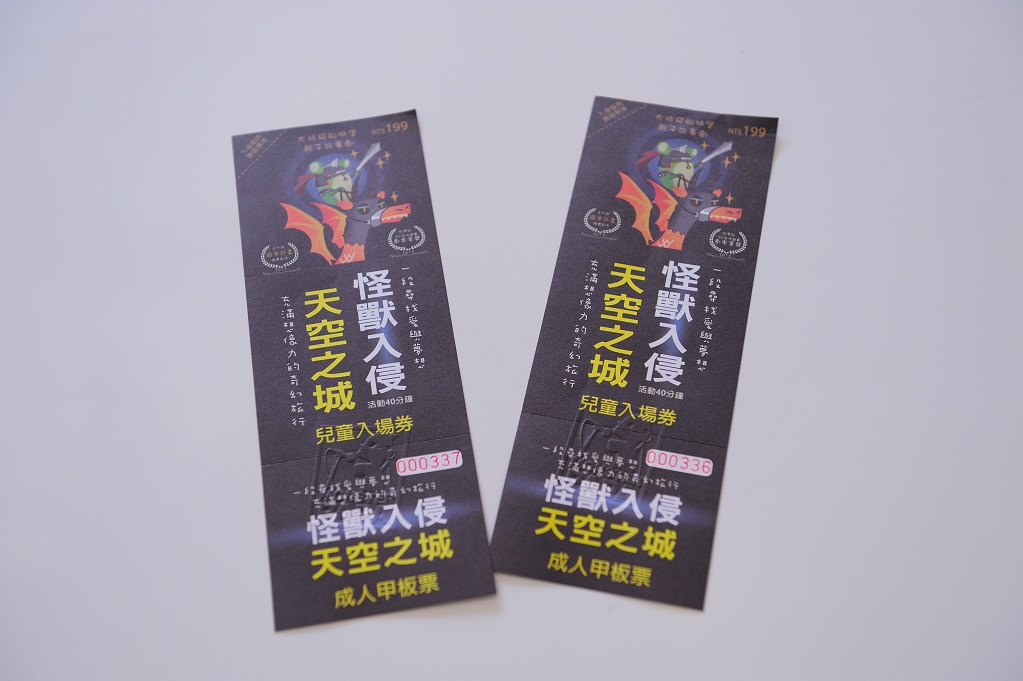 NT$199
怪獸入侵
天空之城
一段尋找愛與夢想
充滿想像力的奇幻旅行
活動40分鐘
兒童入場券
000337
一段尋找愛與夢想
充滿想像力的奇幻旅行
怪獸入侵
天空之城
成人甲板票
NT$199
怪獸入侵
天空之城
一段尋找愛與夢想
充滿想像力的奇幻旅行
活動40分鐘
兒童入場券
000336
一段尋找愛與夢想
充滿想像力的奇幻旅行
怪獸入侵
天空之城
成人甲板票